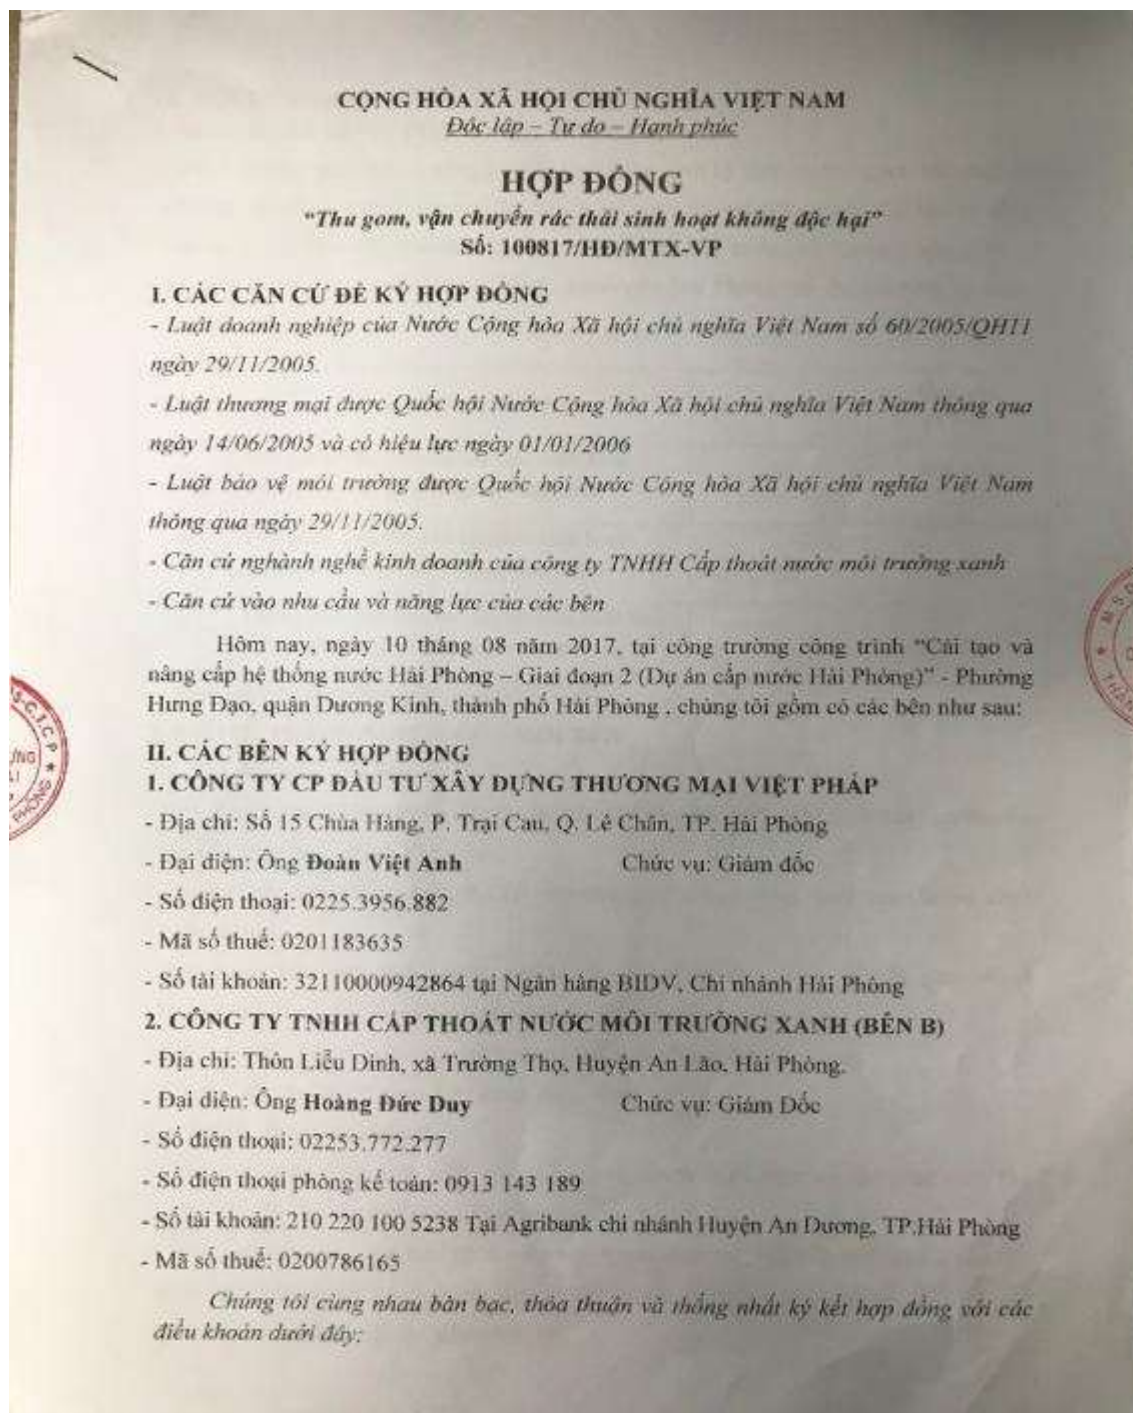 CỘNG HÒA XÃ HỘI CHỦ NGHĨA VIỆT NAM
Độc lập – Tự do – Hạnh phúc
HỢP ĐỒNG
“Thu gom, vận chuyển rác thải sinh hoạt không độc hại”
Số: 100817/HĐ/MTX-VP
I. CÁC CĂN CỨ ĐỂ KÝ HỢP ĐỒNG
- Luật doanh nghiệp của Nước Cộng hòa Xã hội chủ nghĩa Việt Nam số 60/2005/QH11
ngày 29/11/2005.
- Luật thương mại được Quốc hội Nước Cộng hòa Xã hội chủ nghĩa Việt Nam thông qua
ngày 14/06/2005 và có hiệu lực ngày 01/01/2006
- Luật bảo vệ môi trường được Quốc hội Nước Cộng hòa Xã hội chủ nghĩa Việt Nam
thông qua ngày 29/11/2005.
- Căn cứ nghành nghề kinh doanh của công ty TNHH Cấp thoát nước môi trường xanh
- Căn cứ vào nhu cầu và năng lực của các bên
Hôm nay, ngày 10 tháng 08 năm 2017, tại công trường công trình “Cải tạo và
nâng cấp hệ thống nước Hải Phòng – Giai đoạn 2 (Dự án cấp nước Hải Phòng)” - Phường
Hưng Đạo, quận Dương Kinh, thành phố Hải Phòng , chúng tôi gồm có các bên như sau:
II. CÁC BÊN KÝ HỢP ĐỒNG
1. CÔNG TY CP ĐẦU TƯ XÂY DỰNG THƯƠNG MẠI VIỆT PHÁP
- Địa chỉ: Số 15 Chùa Hàng, P. Trại Cau, Q. Lê Chân, TP. Hải Phòng
- Đại diện: Ông Đoàn Việt Anh Chức vụ: Giám đốc
- Số điện thoại: 0225.3956.882
- Mã số thuế: 0201183635
- Số tài khoản: 32110000942864 tại Ngân hàng BIDV, Chi nhánh Hải Phòng
2. CÔNG TY TNHH CẤP THOÁT NƯỚC MÔI TRƯỜNG XANH (BÊN B)
- Địa chỉ: Thôn Liễu Dinh, xã Trường Thọ, Huyện An Lão, Hải Phòng.
- Đại diện: Ông Hoàng Đức Duy Chức vụ: Giám Đốc
- Số điện thoại: 02253.772.277
- Số điện thoại phòng kế toán: 0913 143 189
- Số tài khoản: 210 220 100 5238 Tại Agribank chi nhánh Huyện An Dương, TP.Hải Phòng
- Mã số thuế: 0200786165
Chúng tôi cùng nhau bàn bạc, thỏa thuận và thống nhất ký kết hợp đồng với các
điều khoản dưới đây: